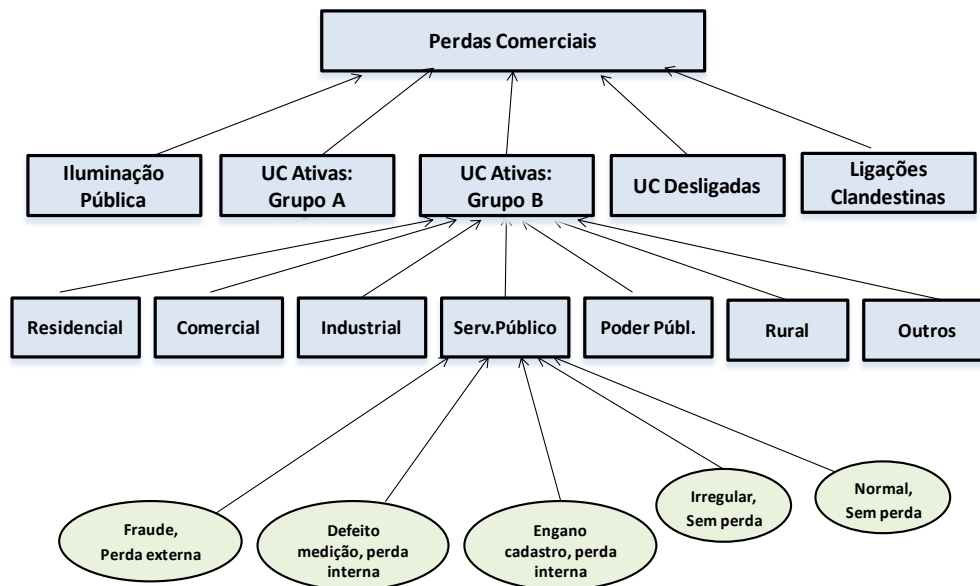 Perdas Comerciais
Iluminação
Pública
UC Ativas:
Grupo A
UC Ativas:
Grupo B
UC Desligadas
Ligações
Clandestinas
Residencial
Comercial
Industrial
Serv.Público
Poder Públ.
Rural
Outros
Fraude,
Perda externa
Defeito
medição, perda
interna
Engano
cadastro, perda
interna
Irregular,
Sem perda
Normal,
Sem perda